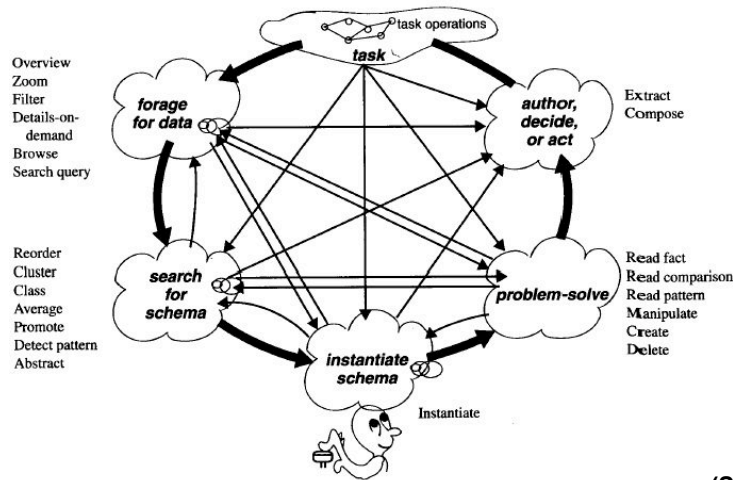 task operations
task
Overview
Zoom
Filter
Details-on-
demand
Browse
Search query
forage
for data
author,
decide,
or act
Extract
Compose
Reorder
Cluster
Class
Average
Promote
Detect pattern
Abstract
search
for
schema
problem-solve
Read fact
Read comparison
Read pattern
Manipulate
Create
Delete
instantiate
schema
Instantiate